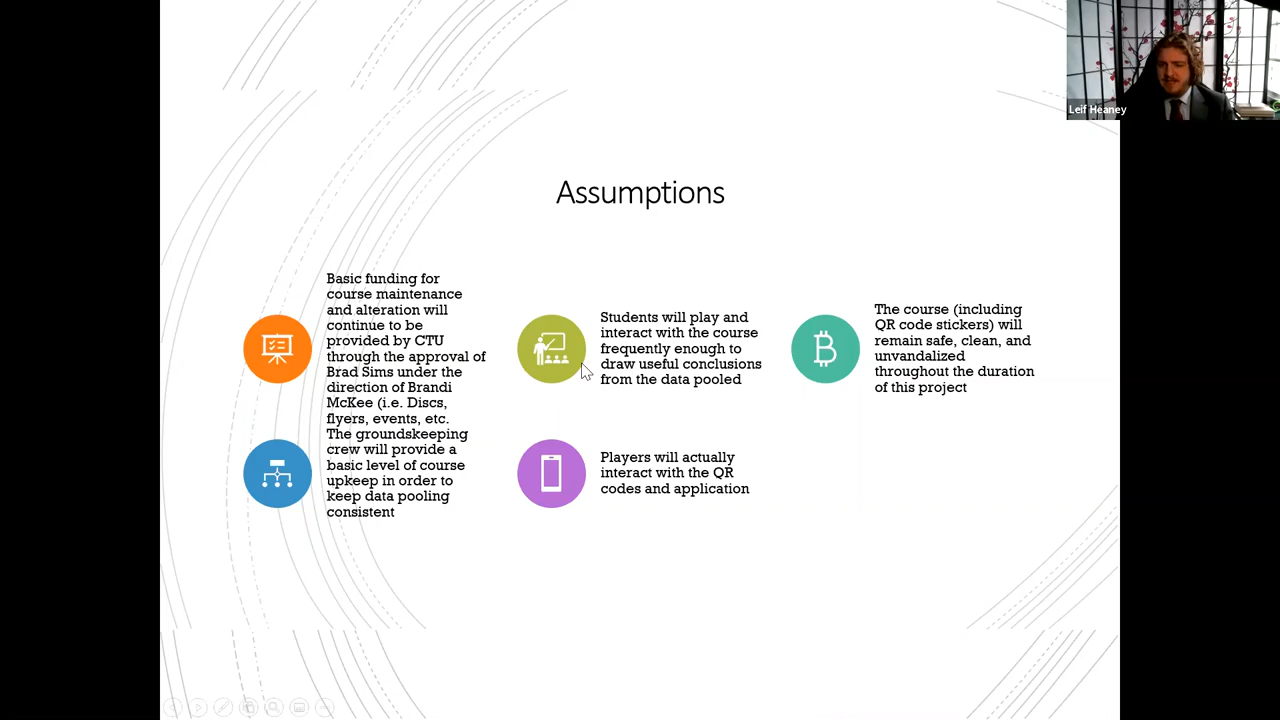 Leif Heaney
Assumptions
Basic funding for
course maintenance
and alteration will
continue to be
provided by CTU
through the approval of
Brad Sims under the
direction of Brandi
McKee (i.e. Discs,
flyers, events, etc.
Students will play and
interact with the course
frequently enough to
draw useful conclusions
from the data pooled
The course (including
QR code stickers) will
remain safe, clean, and
unvandalized
throughout the duration
of this project
The groundskeeping
crew will provide a
basic level of course
upkeep in order to
keep data pooling
consistent
Players will actually
interact with the QR
codes and application